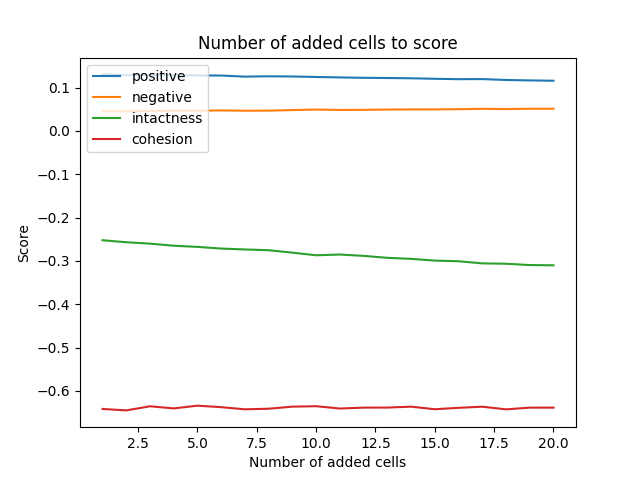 Number of added cells to score
positive
negative
intactness
cohesion
0.1
0.0
−0.1
−0.2
−0.3
−0.4
−0.5
−0.6
Score
2.5 5.0 7.5 10.0 12.5 15.0 17.5 20.0
Number of added cells